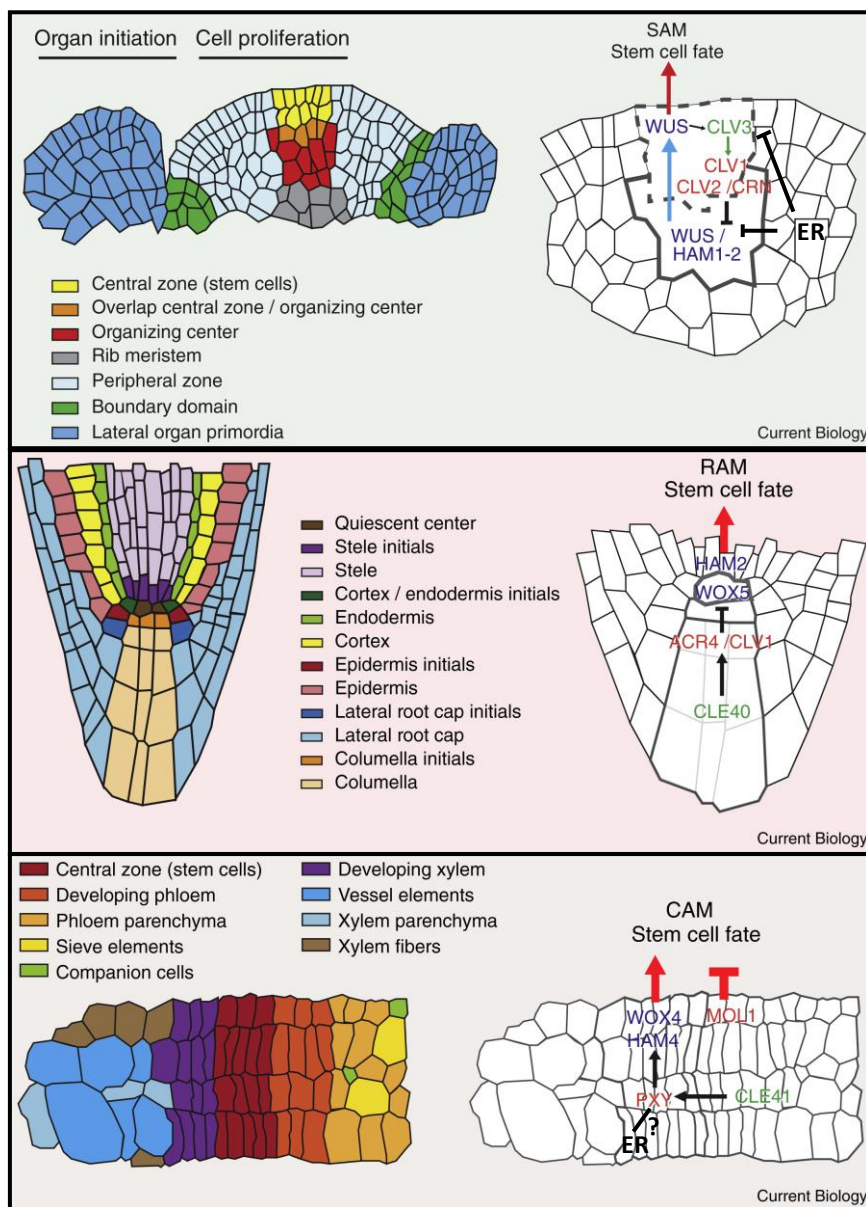 Organ initiation
Cell proliferation
SAM
Stem cell fate
WUS
CLV3
CLV1
CLV2 /CRN
WUS /
HAM1-2
ER
Central zone (stem cells)
Overlap central zone / organizing center
Organizing center
Rib meristem
Peripheral zone
Boundary domain
Lateral organ primordia
Current Biology
RAM
Stem cell fate
Quiescent center
Stele initials
Stele
Cortex / endodermis initials
Endodermis
Cortex
Epidermis initials
Epidermis
Lateral root cap initials
Lateral root cap
Columella initials
Columella
HAM2
WOX5
ACR4 /CLV1
CLE40
Current Biology
Central zone (stem cells)
Developing phloem
Phloem parenchyma
Sieve elements
Companion cells
Developing xylem
Vessel elements
Xylem parenchyma
Xylem fibers
CAM
Stem cell fate
WOX4
HAM4
MOL1
PXY
CLE41
?
ER
Current Biology